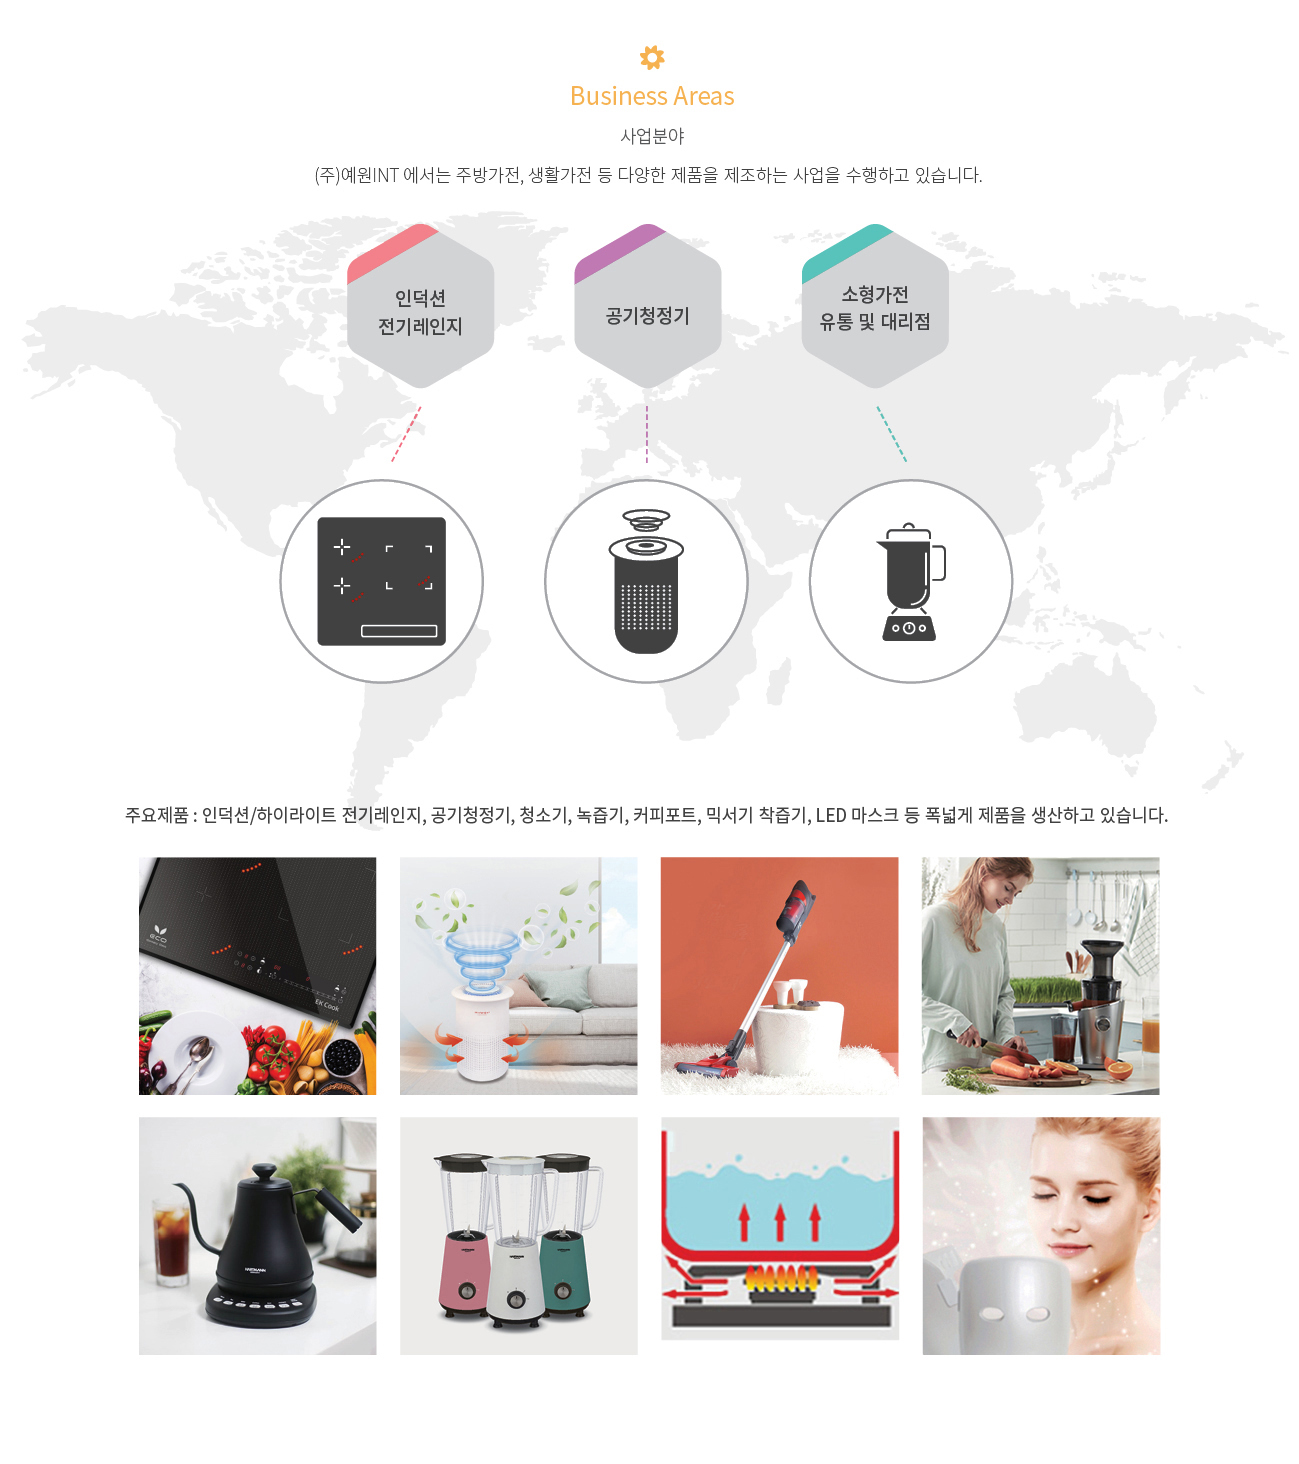 Business Areas
사업분야
(주)예원INT 에서는 주방가전, 생활가전 등 다양한 제품을 제조하는 사업을 수행하고 있습니다.
인덕션
전기레인지
공기청정기
소형가전
유통 및 대리점
주요제품 : 인덕션/하이라이트 전기레인지, 공기청정기, 청소기, 녹즙기, 커피포트, 믹서기 착즙기, LED 마스크 등 폭넓게 제품을 생산하고 있습니다.
eco
EK Cook